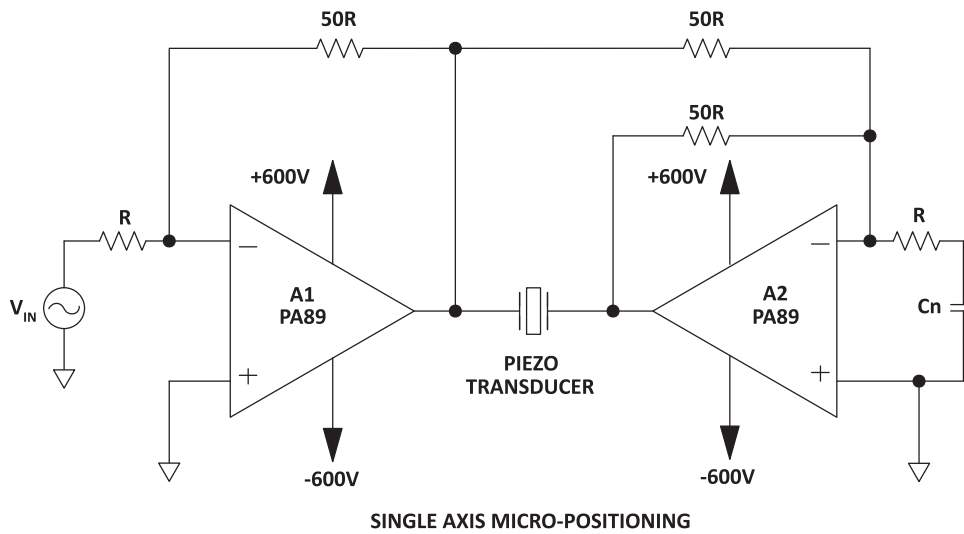 50R
50R
50R
+600V
+600V
R
R
−
−
V_IN
A1
PA89
A2
PA89
Cn
+
+
PIEZO
TRANSDUCER
-600V
-600V
SINGLE AXIS MICRO-POSITIONING